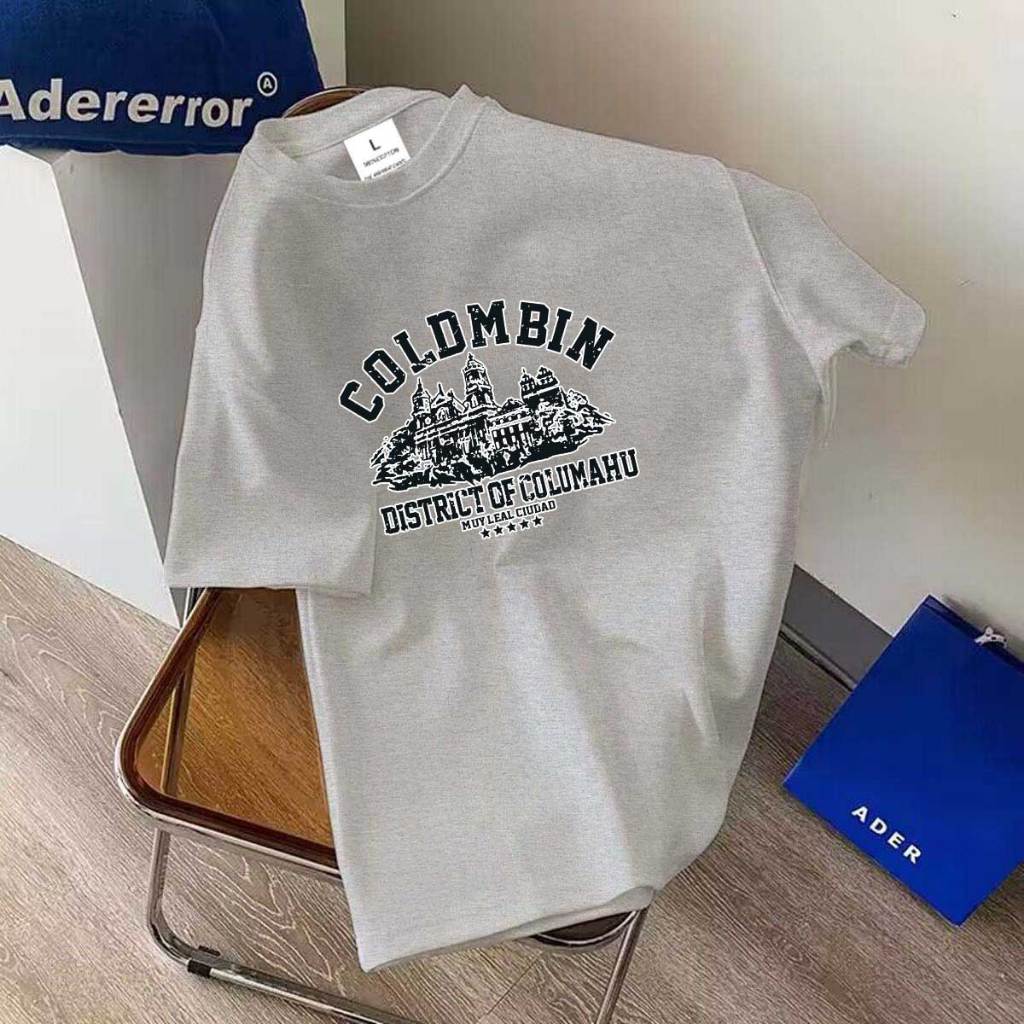 Adererror
A
L
COLDMBIN
DISTRICT OF COLUMAHU
MUY LEAL CIUDAD
ADER